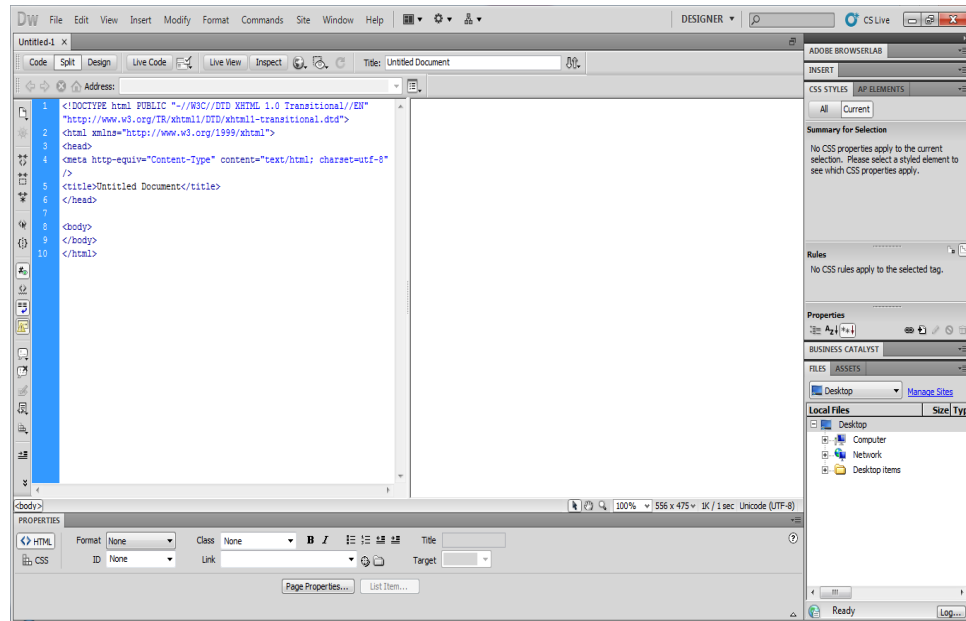 Dw File Edit View Insert Modify Format Commands Site Window Help DESIGNER CS Live
Untitled-1 ×
Code Split Design Live Code Live View Inspect Title: Untitled Document
Address:
1 <!DOCTYPE html PUBLIC "-//W3C//DTD XHTML 1.0 Transitional//EN"
"http://www.w3.org/TR/xhtml1/DTD/xhtml1-transitional.dtd">
2 <html xmlns="http://www.w3.org/1999/xhtml">
3 <head>
4 <meta http-equiv="Content-Type" content="text/html; charset=utf-8"
/>
5 <title>Untitled Document</title>
6 </head>
7
8 <body>
9 </body>
10 </html>
<body> 100% 556 x 475 1K / 1 sec Unicode (UTF-8)
PROPERTIES
<> HTML Format None Class None B I Title
CSS ID None Link Target
Page Properties... List Item...
ADOBE BROWSERLAB
INSERT
CSS STYLES AP ELEMENTS
All Current
Summary for Selection
No CSS properties apply to the current
selection. Please select a styled element to
see which CSS properties apply.
Rules
No CSS rules apply to the selected tag.
Properties
BUSINESS CATALYST
FILES ASSETS
Desktop Manage Sites
Local Files Size Typ
Desktop
Computer
Network
Desktop items
Ready Log...